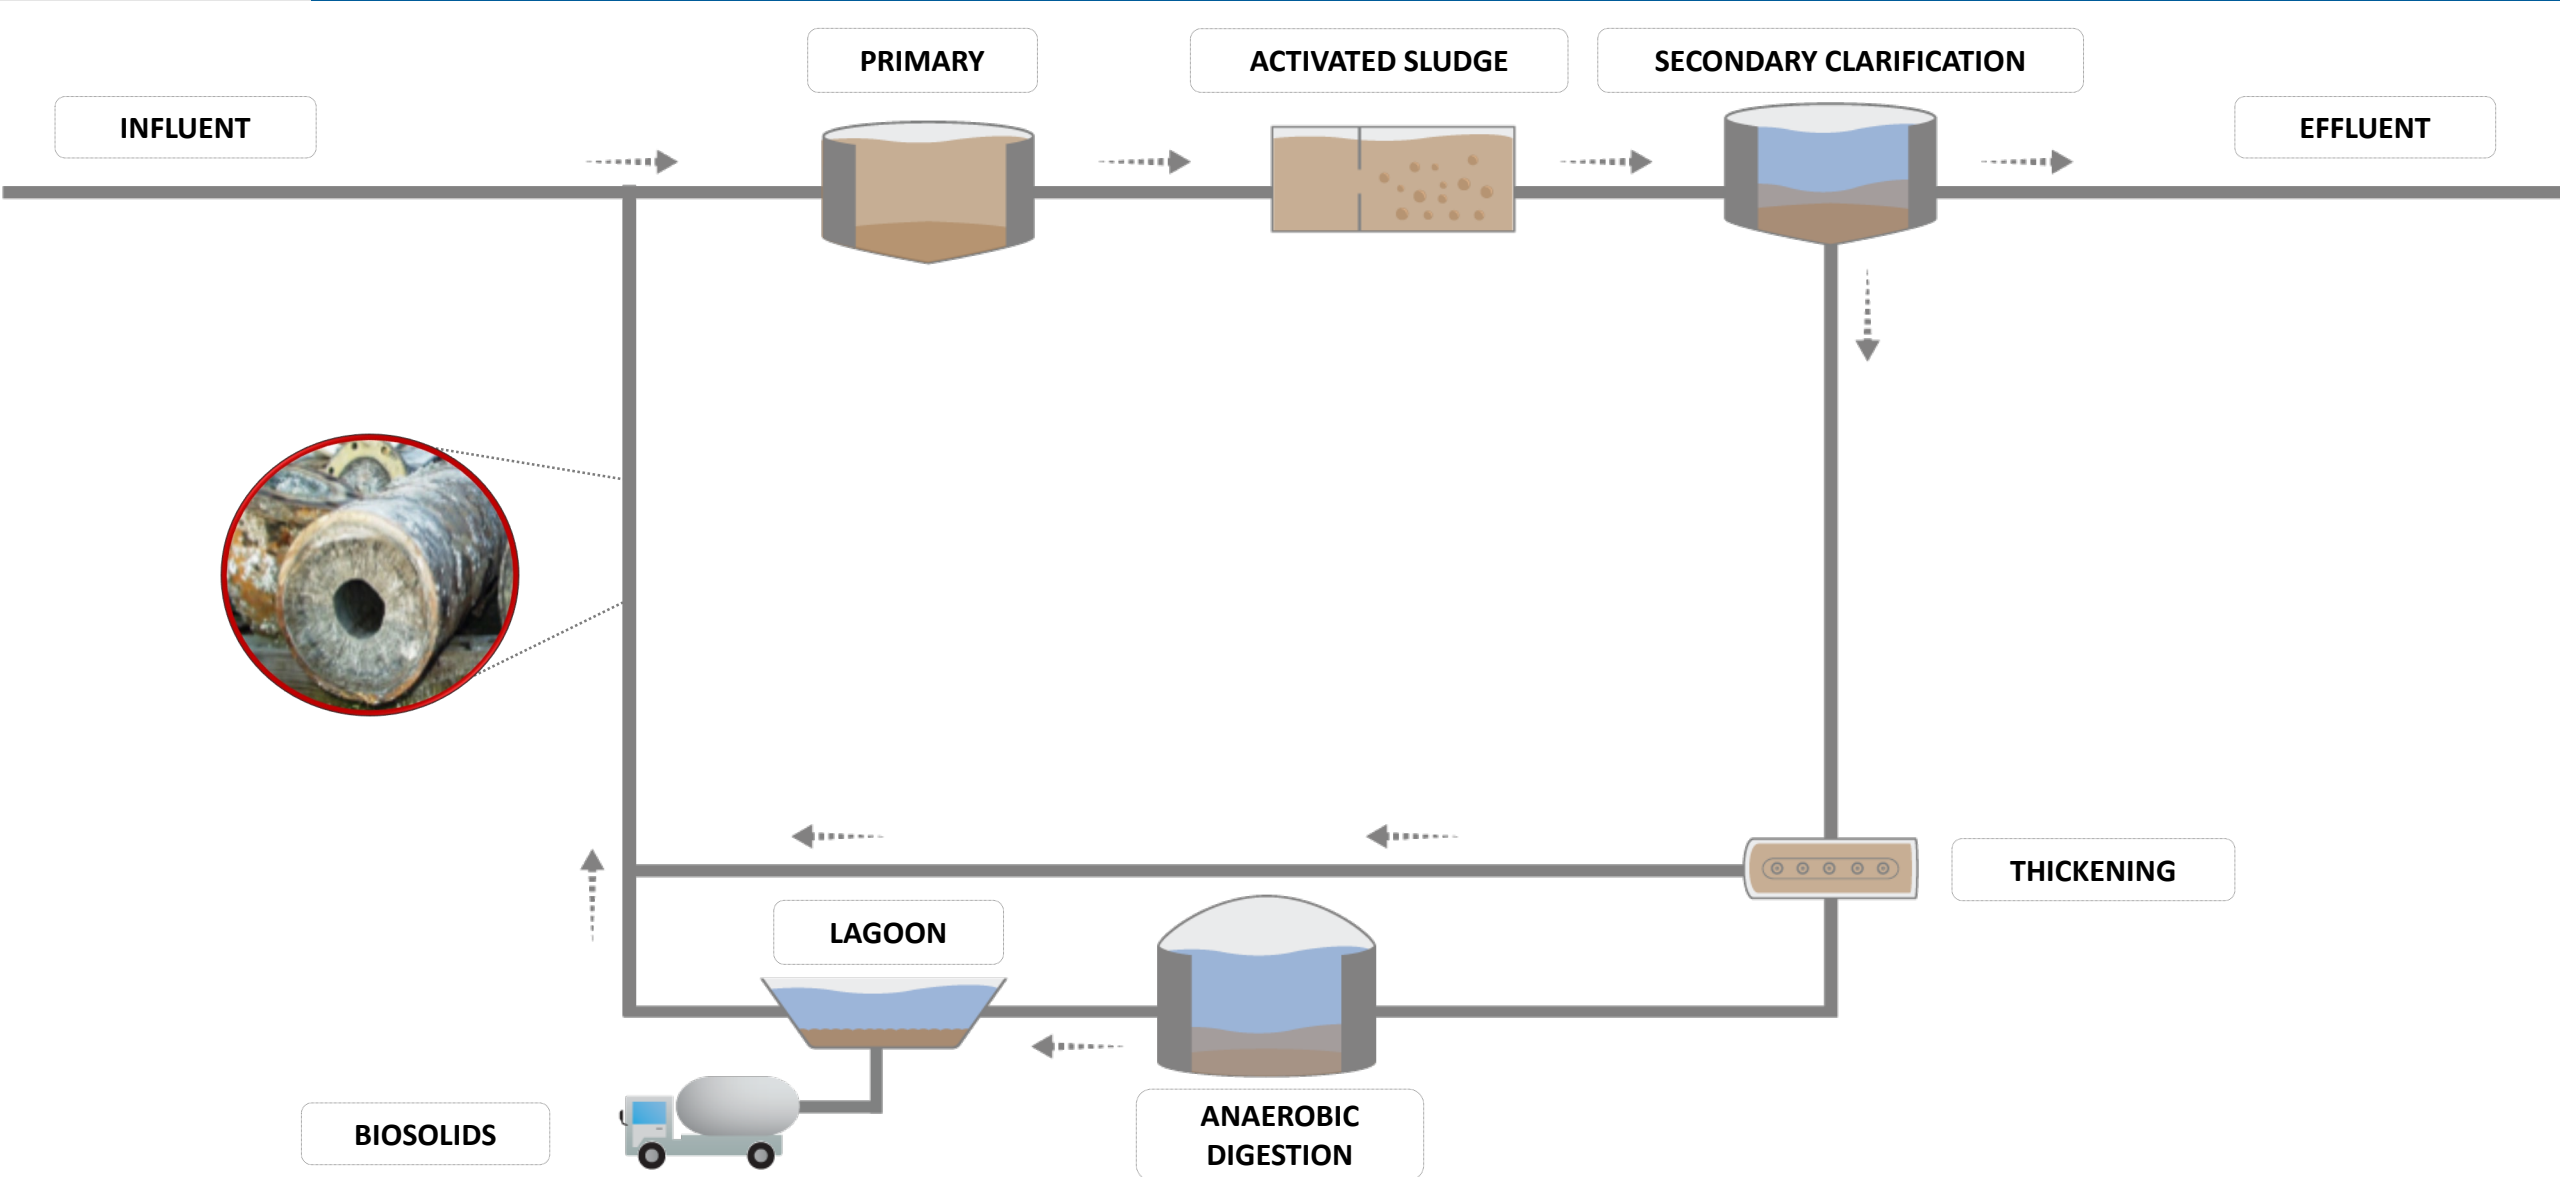 PRIMARY
ACTIVATED SLUDGE
SECONDARY CLARIFICATION
INFLUENT
EFFLUENT
THICKENING
LAGOON
BIOSOLIDS
ANAEROBIC
DIGESTION